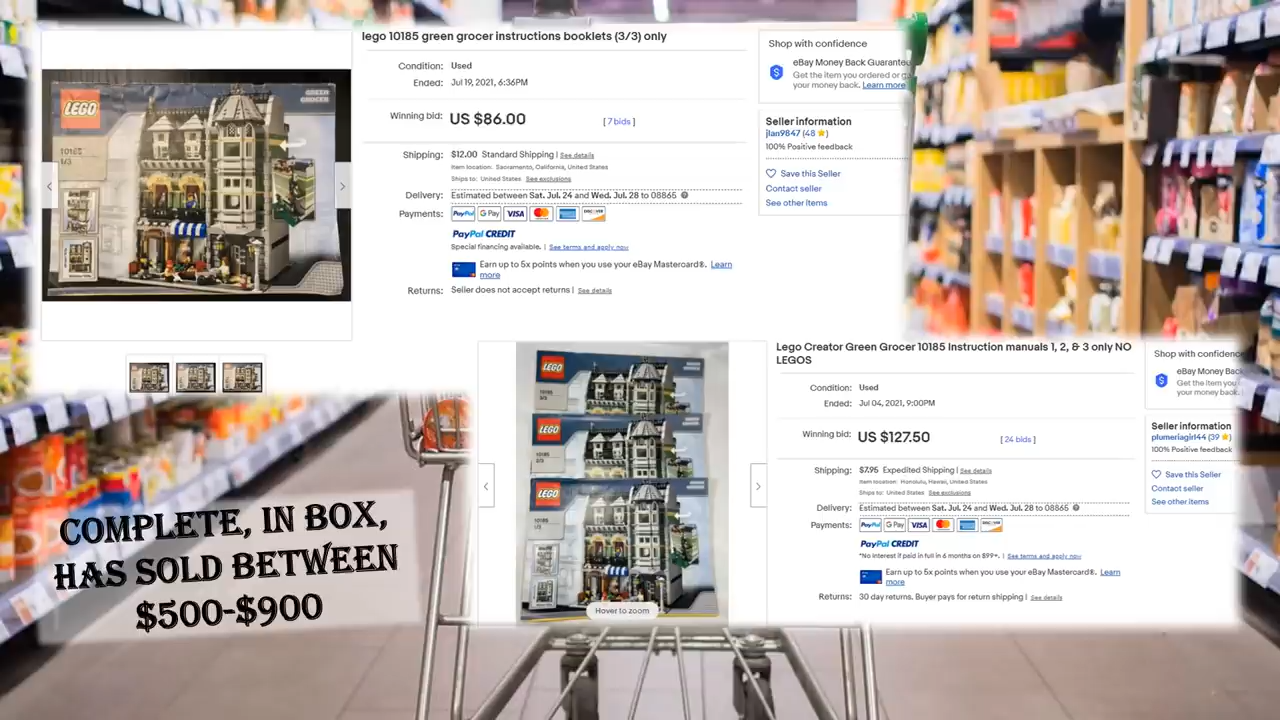 lego 10185 green grocer instructions booklets (3/3) only
Condition: Used
Ended: Jul 19, 2021, 6:36PM
Winning bid: US $86.00 [ 7 bids ]
Shipping: $12.00 Standard Shipping | See details
Item location: Sacramento, California, United States
Ships to: United States See exclusions
Delivery: Estimated between Sat. Jul. 24 and Wed. Jul. 28 to 08865
Payments: PayPal G Pay VISA
PayPal CREDIT
Special financing available. | See terms and apply now
Earn up to 5x points when you use your eBay Mastercard®. Learn
more
Returns: Seller does not accept returns | See details
Shop with confidence
eBay Money Back Guarantee
Get the item you ordered or
your money back. Learn more
Seller information
jlan9847 (48)
100% Positive feedback
Save this Seller
Contact seller
See other items
LEGO
GREEN
GROCER
10185
Lego Creator Green Grocer 10185 Instruction manuals 1, 2, & 3 only NO
LEGOS
Condition: Used
Ended: Jul 04, 2021, 9:00PM
Winning bid: US $127.50 [ 24 bids ]
Shipping: $7.95 Expedited Shipping | See details
Item location: Honolulu, Hawaii, United States
Ships to: United States See exclusions
Delivery: Estimated between Sat. Jul. 24 and Wed. Jul. 28 to 08865
Payments: PayPal G Pay VISA
PayPal CREDIT
*No interest if paid in full in 6 months on $99+. | See terms and apply now
Earn up to 5x points when you use your eBay Mastercard®. Learn
more
Returns: 30 day returns. Buyer pays for return shipping | See details
Shop with confidence
eBay Money Back
Get the item you
your money back.
Seller information
plumeriagirl44 (39)
100% Positive feedback
Save this Seller
Contact seller
See other items
LEGO
10185
LEGO
10185
LEGO
10185
Hover to zoom
COMPLETE, IN BOX,
HAS SOLD BETWEEN
$500-$900